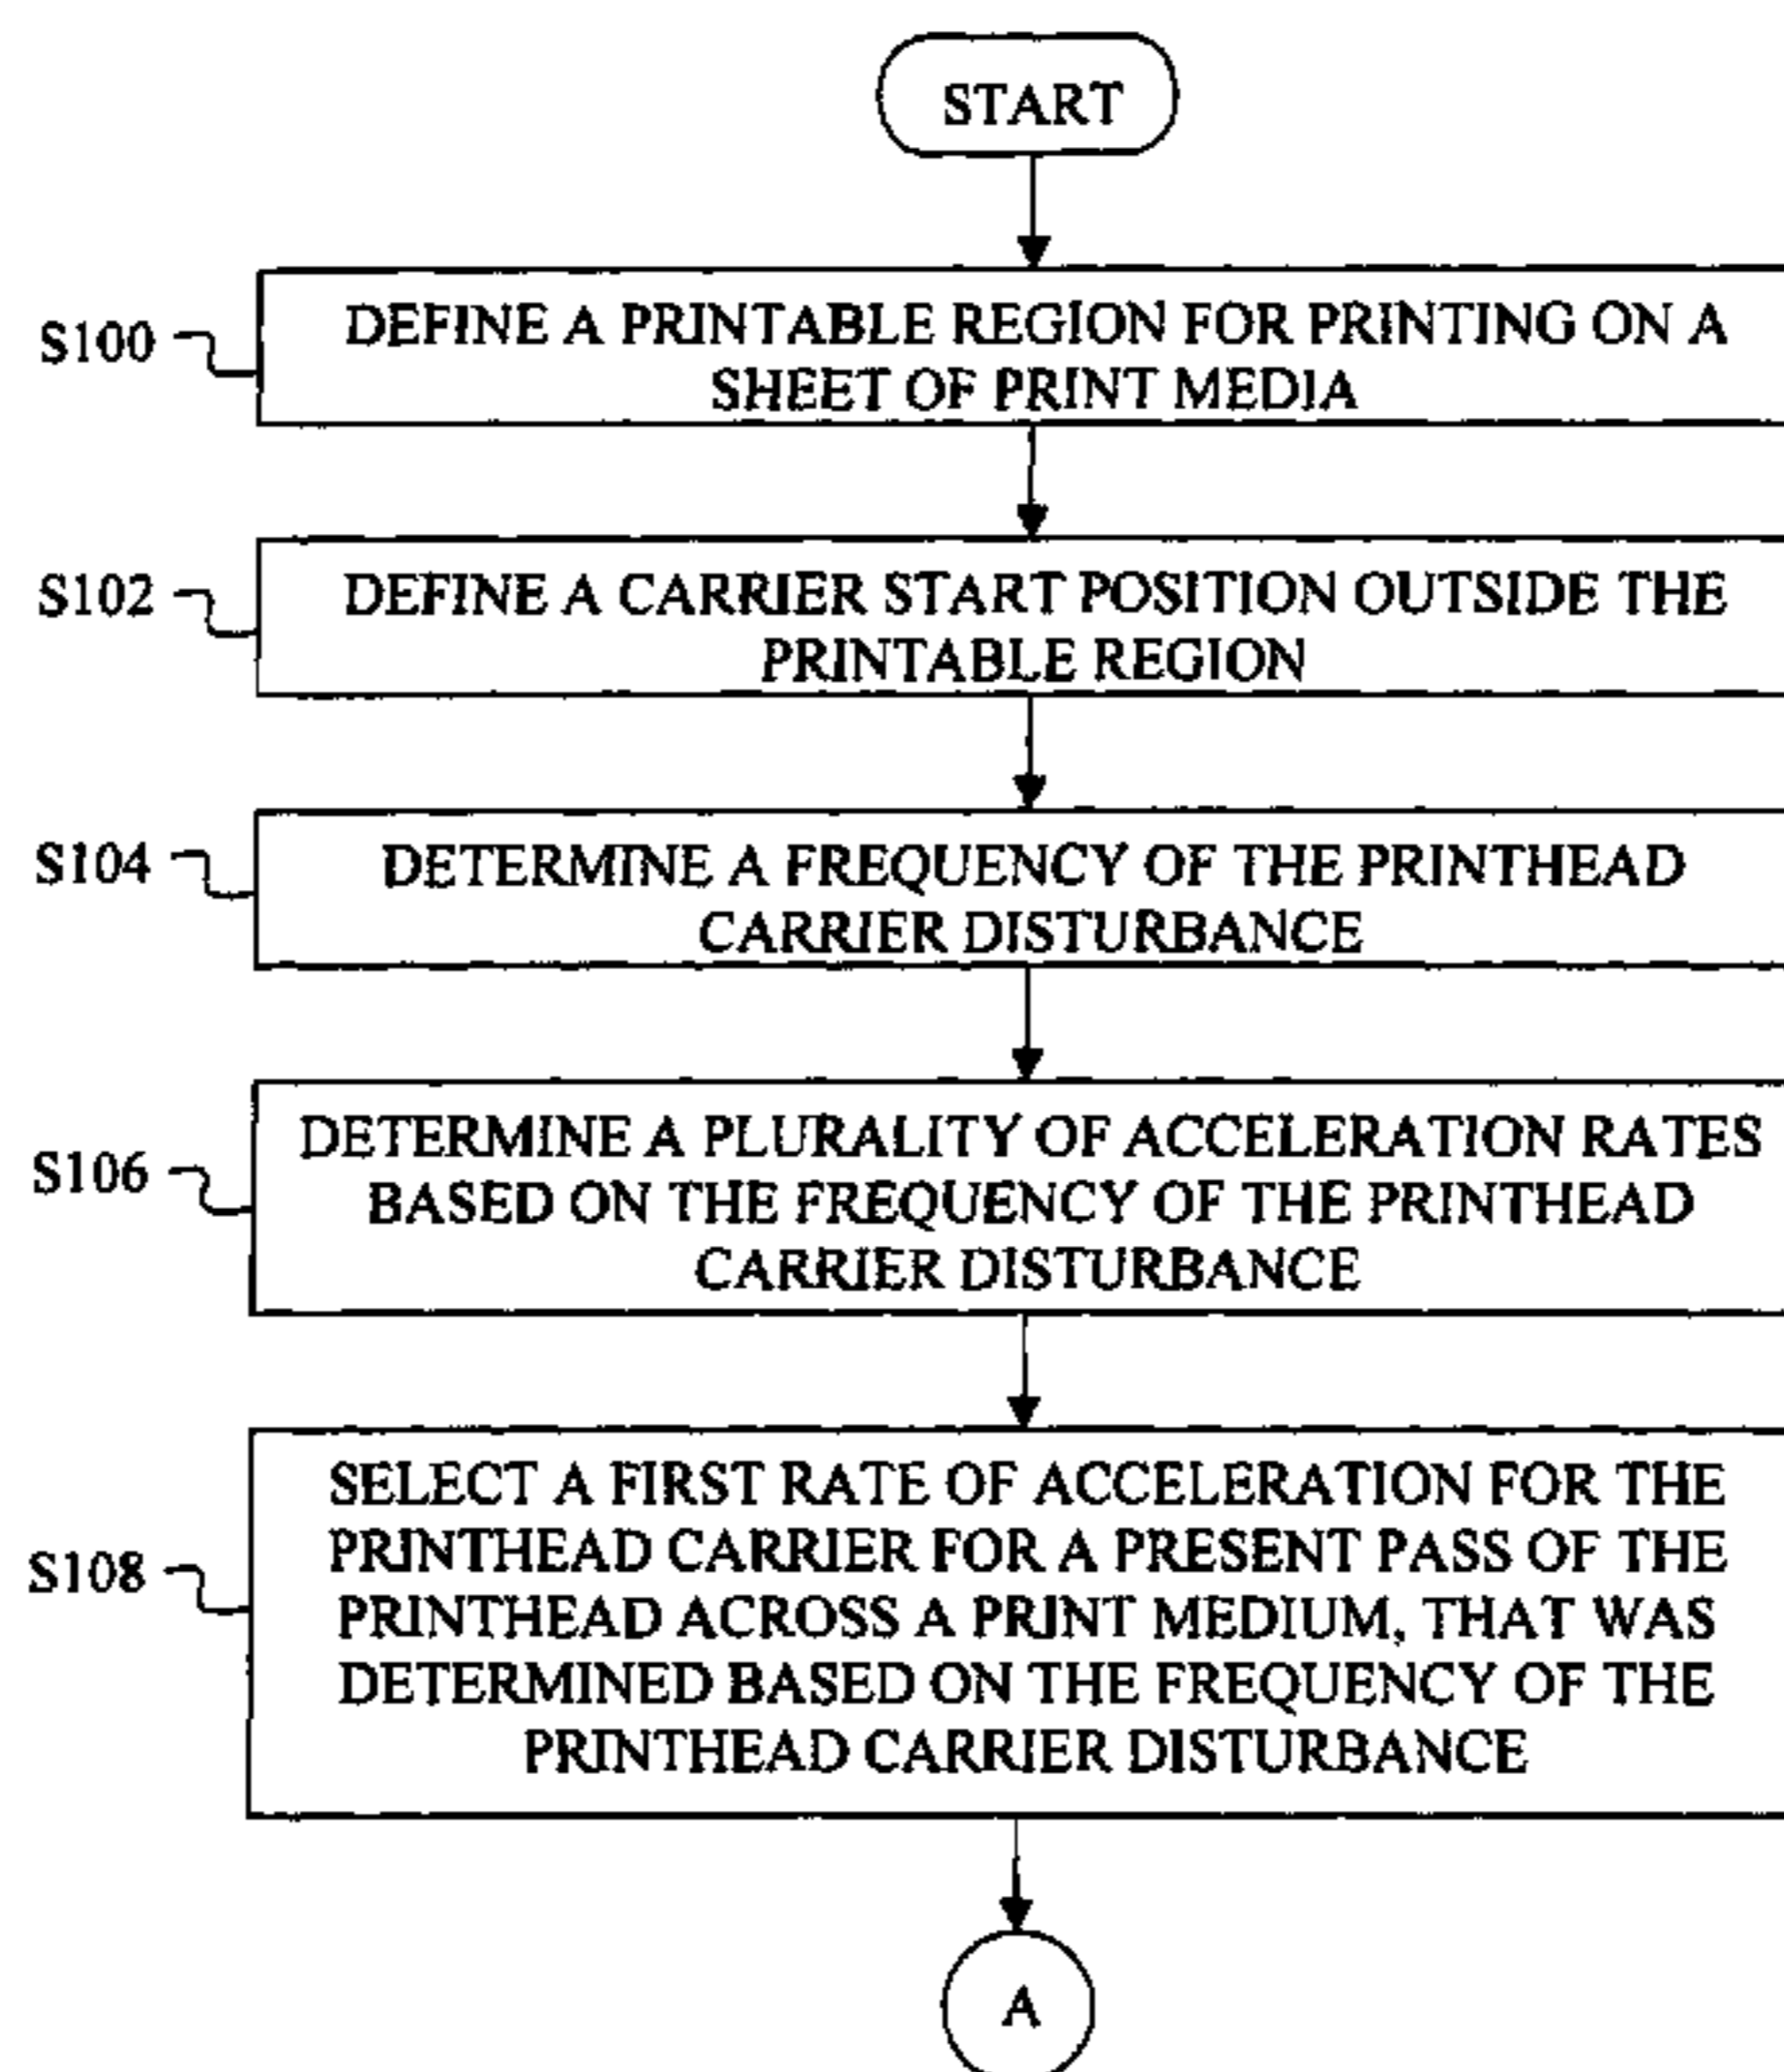 START
S100
DEFINE A PRINTABLE REGION FOR PRINTING ON A
SHEET OF PRINT MEDIA
S102
DEFINE A CARRIER START POSITION OUTSIDE THE
PRINTABLE REGION
S104
DETERMINE A FREQUENCY OF THE PRINTHEAD
CARRIER DISTURBANCE
S106
DETERMINE A PLURALITY OF ACCELERATION RATES
BASED ON THE FREQUENCY OF THE PRINTHEAD
CARRIER DISTURBANCE
S108
SELECT A FIRST RATE OF ACCELERATION FOR THE
PRINTHEAD CARRIER FOR A PRESENT PASS OF THE
PRINTHEAD ACROSS A PRINT MEDIUM, THAT WAS
DETERMINED BASED ON THE FREQUENCY OF THE
PRINTHEAD CARRIER DISTURBANCE
A